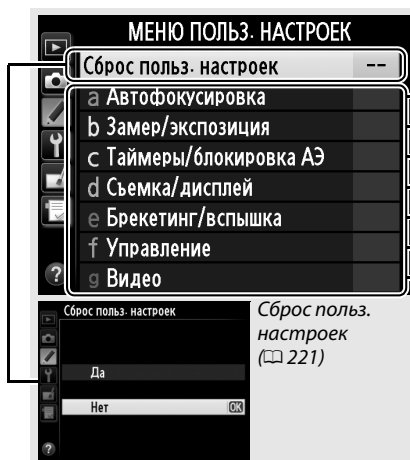 МЕНЮ ПОЛЬЗ. НАСТРОЕК
Сброс польз. настроек --
a Автофокусировка
b Замер/экспозиция
c Таймеры/блокировка АЭ
d Съемка/дисплей
e Брекетинг/вспышка
f Управление
g Видео
?
Сброс польз. настроек
Да
Нет OK
?
Сброс польз.
настроек
(0 221)